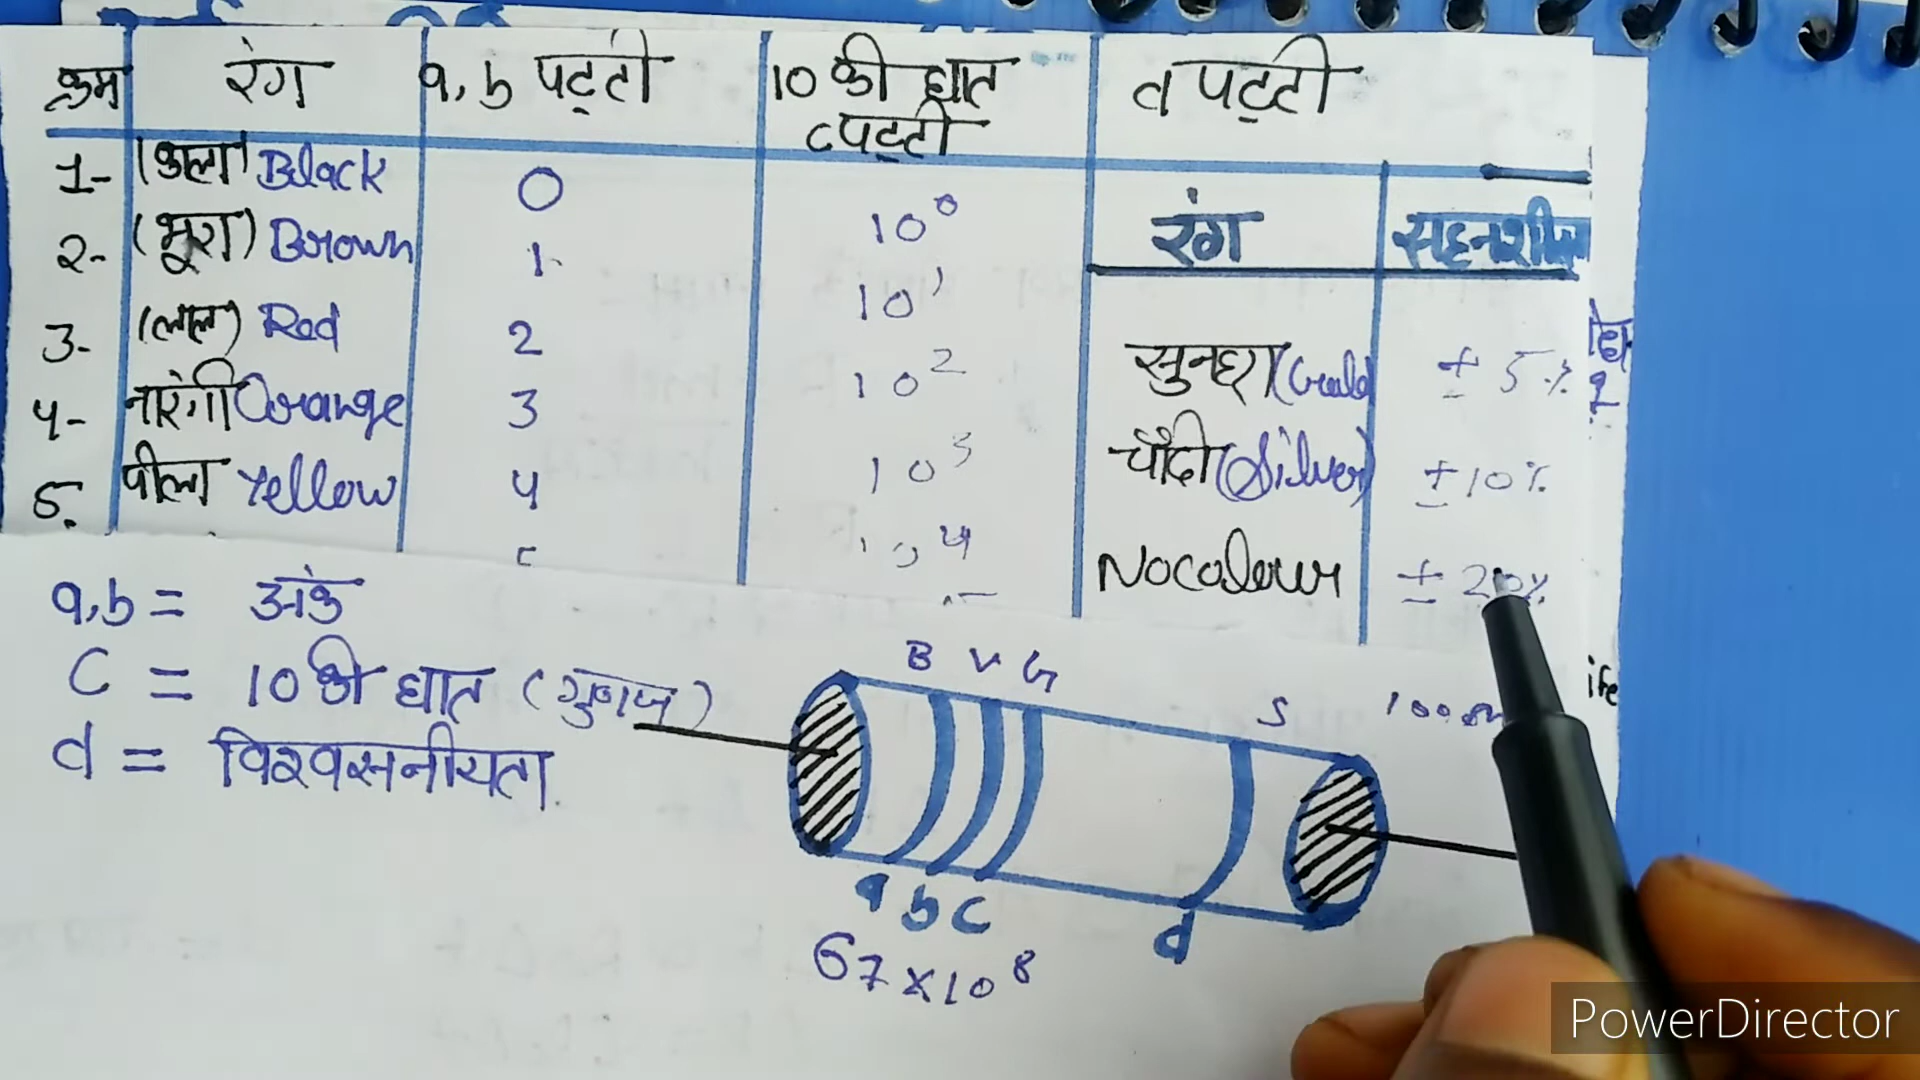 क्रम रंग a,b पट्टी 10 की घात d पट्टी
c पट्टी
1- (काला) Black 0 10⁰
रंग
2- (भूरा) Brown 1 10¹
3- (लाल) Red 2 10² सुनहरा (Gold ± 5%
4- नारंगी Orange 3 10³ चाँदी (Silver) ± 10%
5. पीला Yellow 4 10⁴ No colour ± 20%
a,b = अंक
C = 10 की घात (गुणज)
d = विश्वसनीयता
B V G S
a b c d
67 × 10⁸
PowerDirector